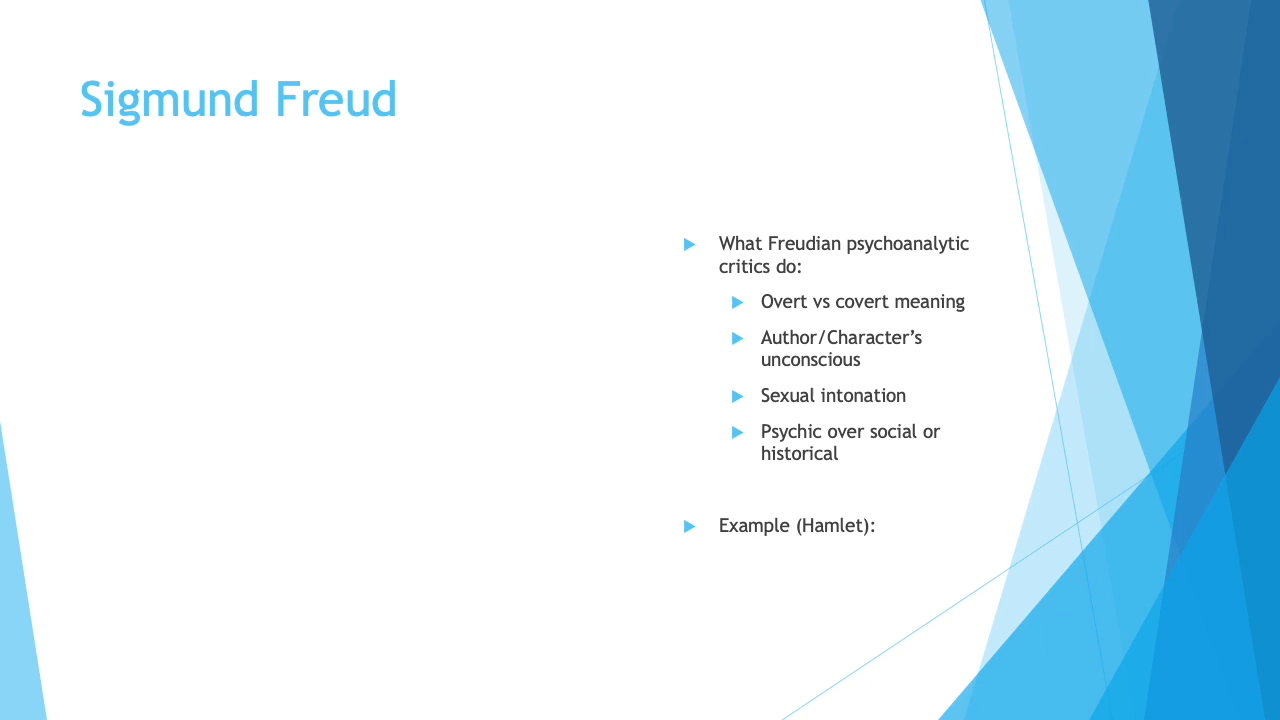 Sigmund Freud
What Freudian psychoanalytic
critics do:
Overt vs covert meaning
Author/Character’s
unconscious
Sexual intonation
Psychic over social or
historical
Example (Hamlet):